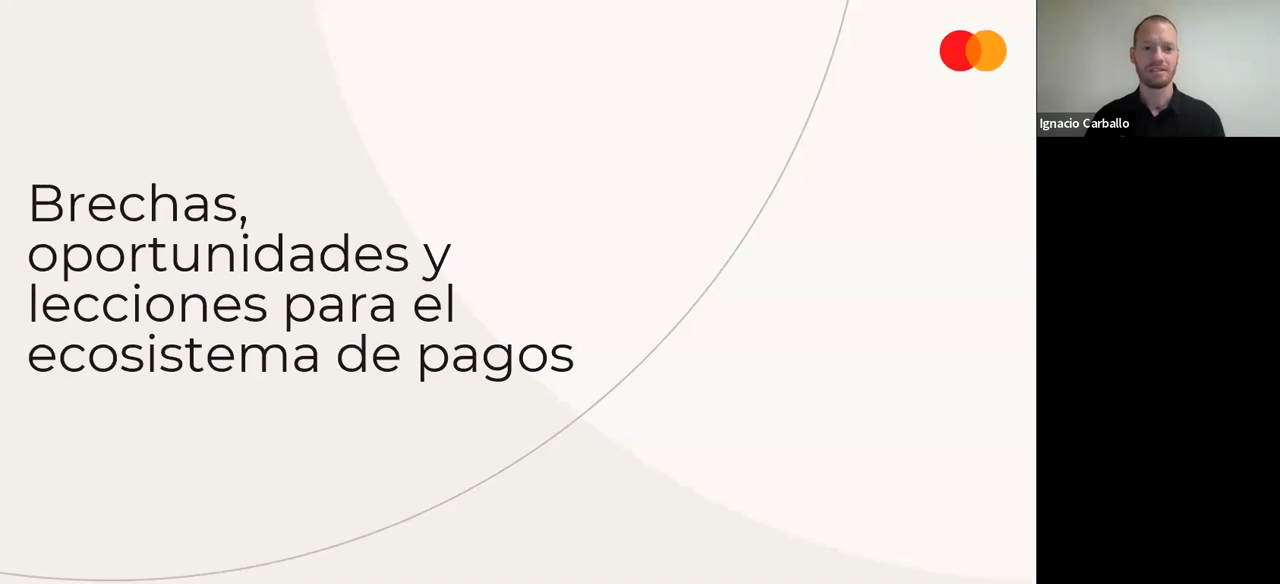 Brechas,
oportunidades y
lecciones para el
ecosistema de pagos
Ignacio Carballo